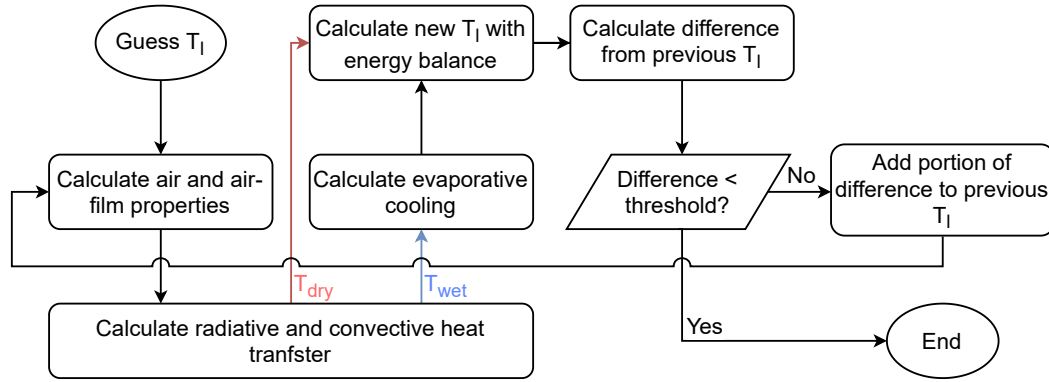 Guess T_l
Calculate new T_l with
energy balance
Calculate difference
from previous T_l
Calculate air and air-
film properties
Calculate evaporative
cooling
Difference <
threshold?
No
Add portion of
difference to previous
T_l
T_dry
T_wet
Calculate radiative and convective heat
tranfster
Yes
End